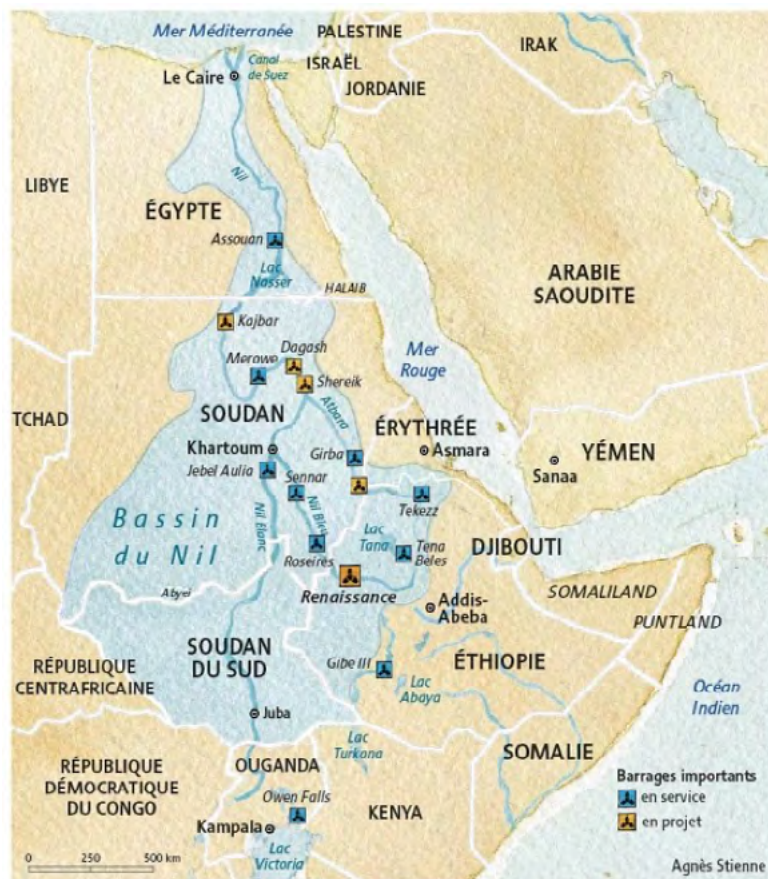 Mer Méditerranée
PALESTINE
ISRAËL
IRAK
Canal
de Suez
Le Caire
JORDANIE
LIBYE
Nil
ÉGYPTE
Assouan
Lac
Nasser
HALAIB
ARABIE
SAOUDITE
Kajbar
Merowe
Dagash
Shereik
Mer
Rouge
TCHAD
SOUDAN
Atbara
ÉRYTHRÉE
Khartoum
Girba
Asmara
YÉMEN
Jebel Aulia
Sennar
Sanaa
Tekezz
Bassin
du Nil
Nil Blanc
Nil Bleu
Lac
Tana
Tena
Beles
DJIBOUTI
Roseires
Renaissance
Abyei
SOMALILAND
Addis-
Abeba
PUNTLAND
SOUDAN
DU SUD
RÉPUBLIQUE
CENTRAFRICAINE
Gibe III
ÉTHIOPIE
Lac
Abaya
Océan
Indien
Juba
Lac
Turkana
SOMALIE
RÉPUBLIQUE
DÉMOCRATIQUE
DU CONGO
OUGANDA
Owen Falls
KENYA
Kampala
Lac
Victoria
Barrages importants
en service
en projet
0 250 500 km
Agnès Stienne